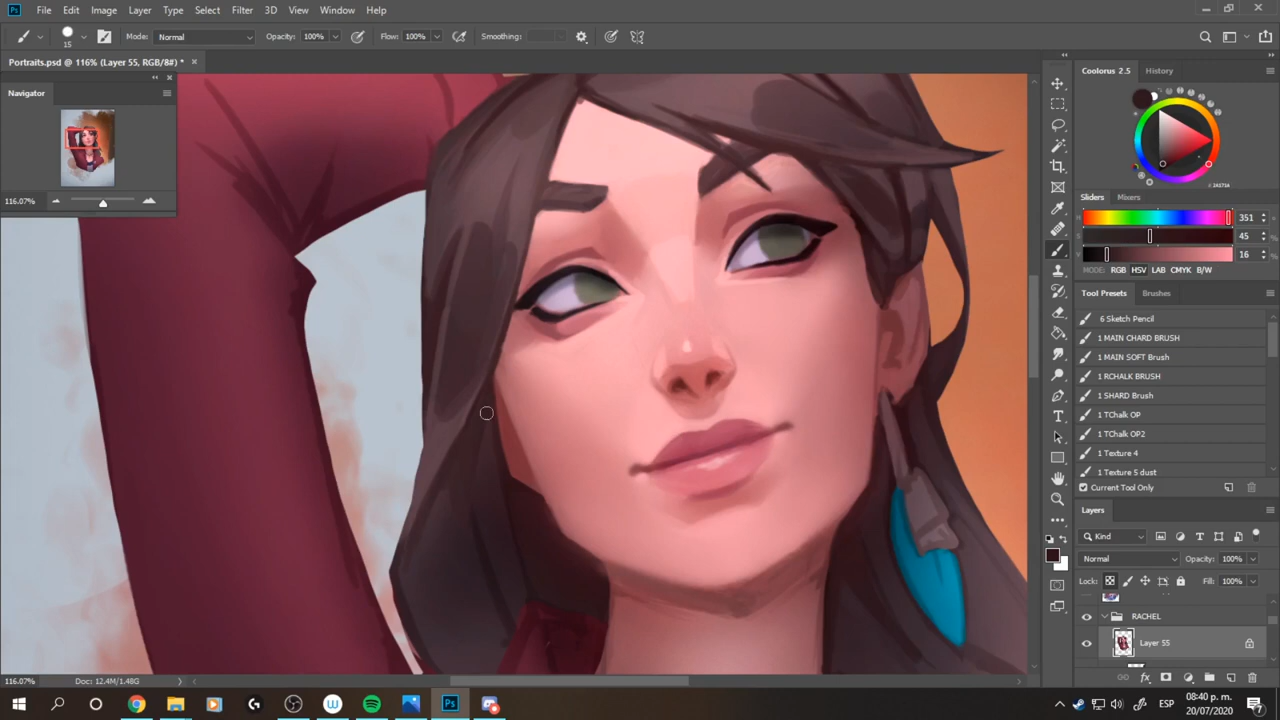 Ps File Edit Image Layer Type Select Filter 3D View Window Help
15 Mode: Normal Opacity: 100% Flow: 100% Smoothing:
Portraits.psd @ 116% (Layer 55, RGB/8#) *
Navigator
116.07%
Coolorus 2.5 History
Sliders Mixers
351
45
16
MODE: RGB HSV LAB CMYK B/W
Tool Presets Brushes
6 Sketch Pencil
1 MAIN CHARD BRUSH
1 MAIN SOFT Brush
1 RCHALK BRUSH
1 SHARD Brush
1 TChalk OP
1 TChalk OP2
1 Texture 4
1 Texture 5 dust
Current Tool Only
Layers
Kind
Normal Opacity: 100%
Lock: Fill: 100%
RACHEL
Layer 55
116.07% Doc: 12.4M/1.48G
Ps ESP 08:40 p. m.
20/07/2020